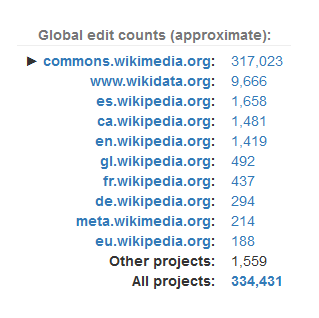 Global edit counts (approximate):
► commons.wikimedia.org: 317,023
www.wikidata.org: 9,666
es.wikipedia.org: 1,658
ca.wikipedia.org: 1,481
en.wikipedia.org: 1,419
gl.wikipedia.org: 492
fr.wikipedia.org: 437
de.wikipedia.org: 294
meta.wikimedia.org: 214
eu.wikipedia.org: 188
Other projects: 1,559
All projects: 334,431